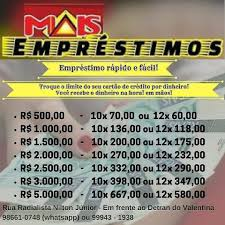 MAIS
EMPRÉSTIMOS
Empréstimo rápido e fácil!
Troque o limite do seu cartão de crédito por dinheiro!
Você recebe o dinheiro na hora! em mãos!
• R$ 500,00 - 10x 70,00 ou 12x 60,00
• R$ 1.000,00 - 10x 136,00 ou 12x 118,00
• R$ 1.500,00 - 10x 200,00 ou 12x 175,00
• R$ 2.000,00 - 10x 270,00 ou 12x 232,00
• R$ 2.500,00 - 10x 332,00 ou 12x 290,00
• R$ 3.000,00 - 10x 398,00 ou 12x 347,00
• R$ 5.000,00 - 10x 667,00 ou 12x 580,00
Rua Radialista Nilton Júnior - Em frente ao Detran do Valentina
98661-0748 (whatsapp) ou 99943 - 1938